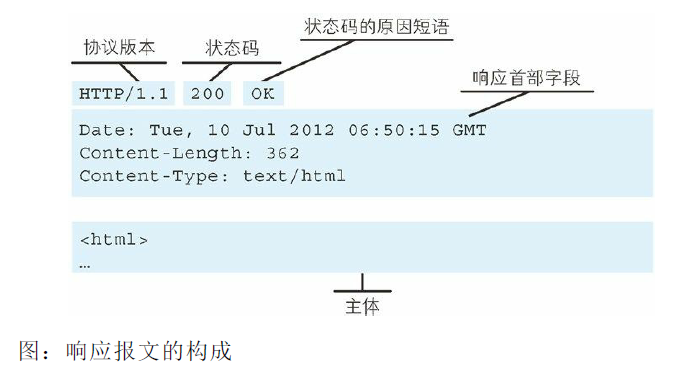 状态码的原因短语
协议版本
状态码
响应首部字段
HTTP/1.1 200 OK
Date: Tue, 10 Jul 2012 06:50:15 GMT
Content-Length: 362
Content-Type: text/html
<html>
…
主体
图：响应报文的构成